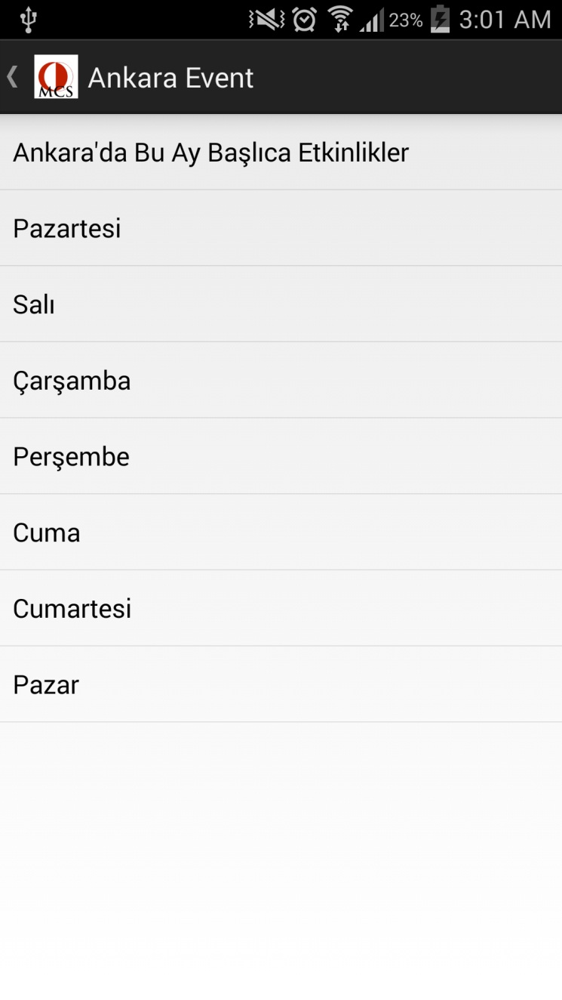 23% 3:01 AM
MCS Ankara Event
Ankara'da Bu Ay Başlıca Etkinlikler
Pazartesi
Salı
Çarşamba
Perşembe
Cuma
Cumartesi
Pazar